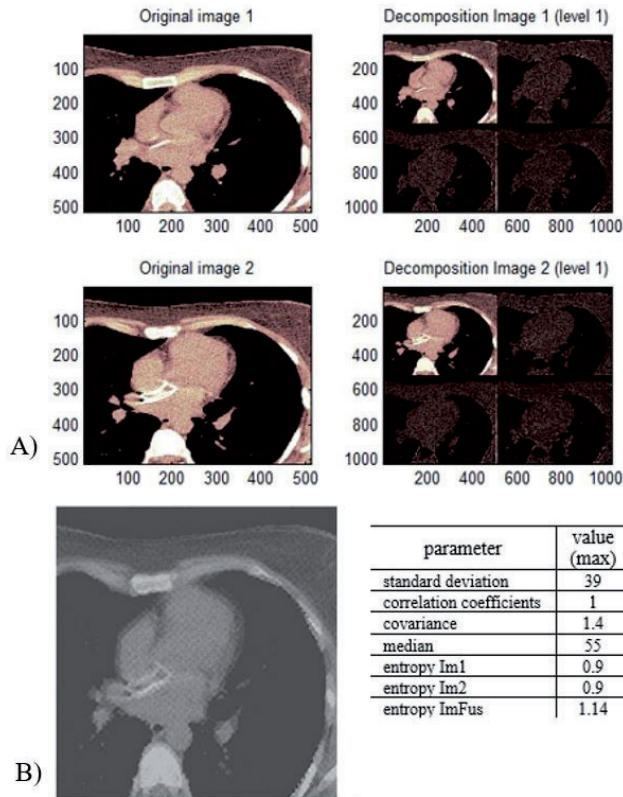 Original image 1
Decomposition Image 1 (level 1)
100
200
300
400
500
100 200 300 400 500
200
400
600
800
1000
200 400 600 800 1000
Original image 2
Decomposition Image 2 (level 1)
100
200
300
400
500
100 200 300 400 500
200
400
600
800
1000
200 400 600 800 1000
A)
B)
parameter value (max)
standard deviation 39
correlation coefficients 1
covariance 1.4
median 55
entropy Im1 0.9
entropy Im2 0.9
entropy ImFus 1.14